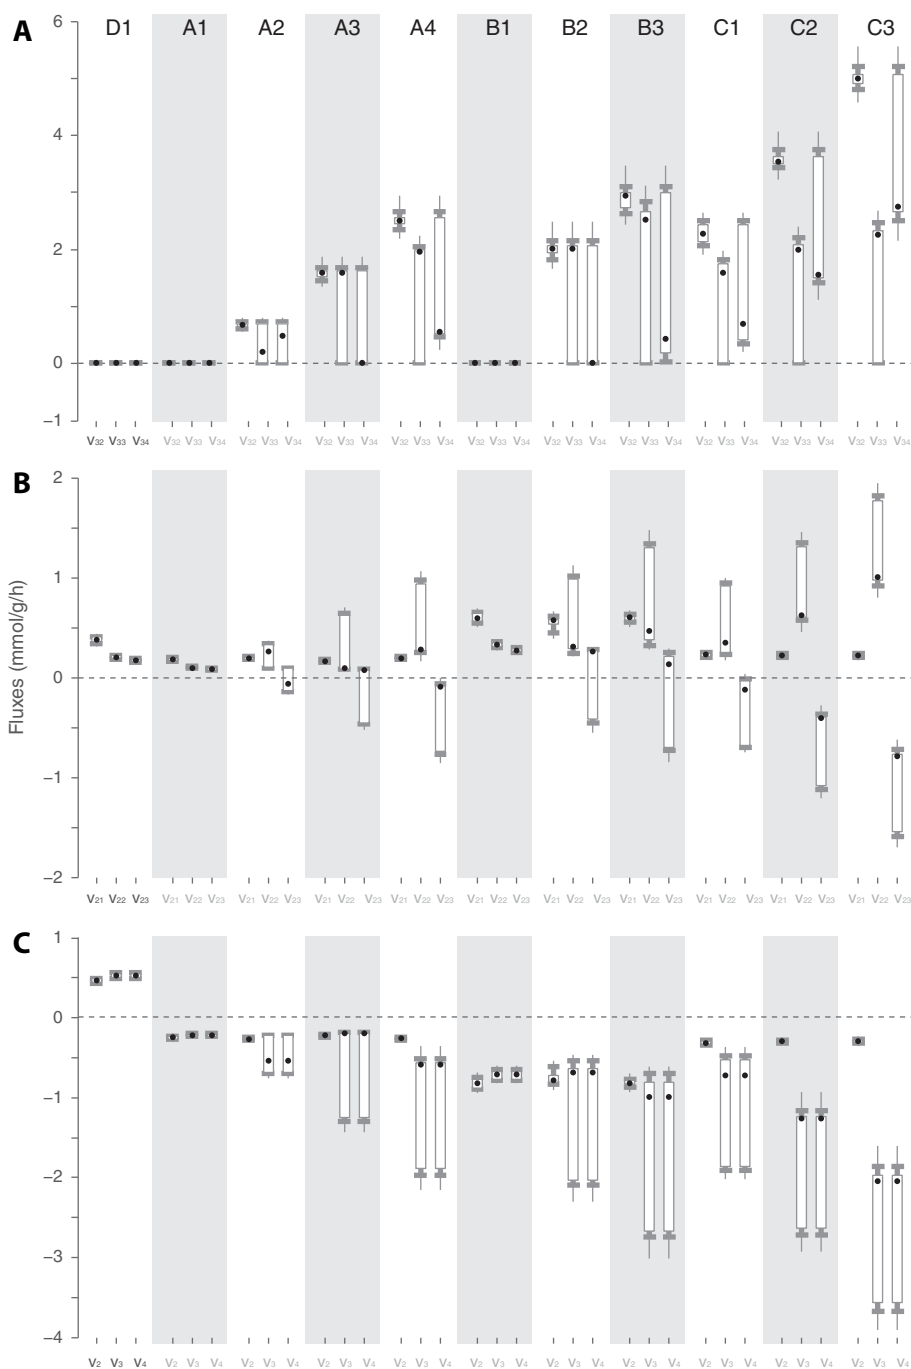 A
D1 A1 A2 A3 A4 B1 B2 B3 C1 C2 C3
6
4
2
0
−1
V32 V33 V34 V32 V33 V34 V32 V33 V34 V32 V33 V34 V32 V33 V34 V32 V33 V34 V32 V33 V34 V32 V33 V34 V32 V33 V34 V32 V33 V34 V32 V33 V34
B
Fluxes (mmol/g/h)
2
1
0
−1
−2
V21 V22 V23 V21 V22 V23 V21 V22 V23 V21 V22 V23 V21 V22 V23 V21 V22 V23 V21 V22 V23 V21 V22 V23 V21 V22 V23 V21 V22 V23 V21 V22 V23
C
1
0
−1
−2
−3
−4
V2 V3 V4 V2 V3 V4 V2 V3 V4 V2 V3 V4 V2 V3 V4 V2 V3 V4 V2 V3 V4 V2 V3 V4 V2 V3 V4 V2 V3 V4 V2 V3 V4